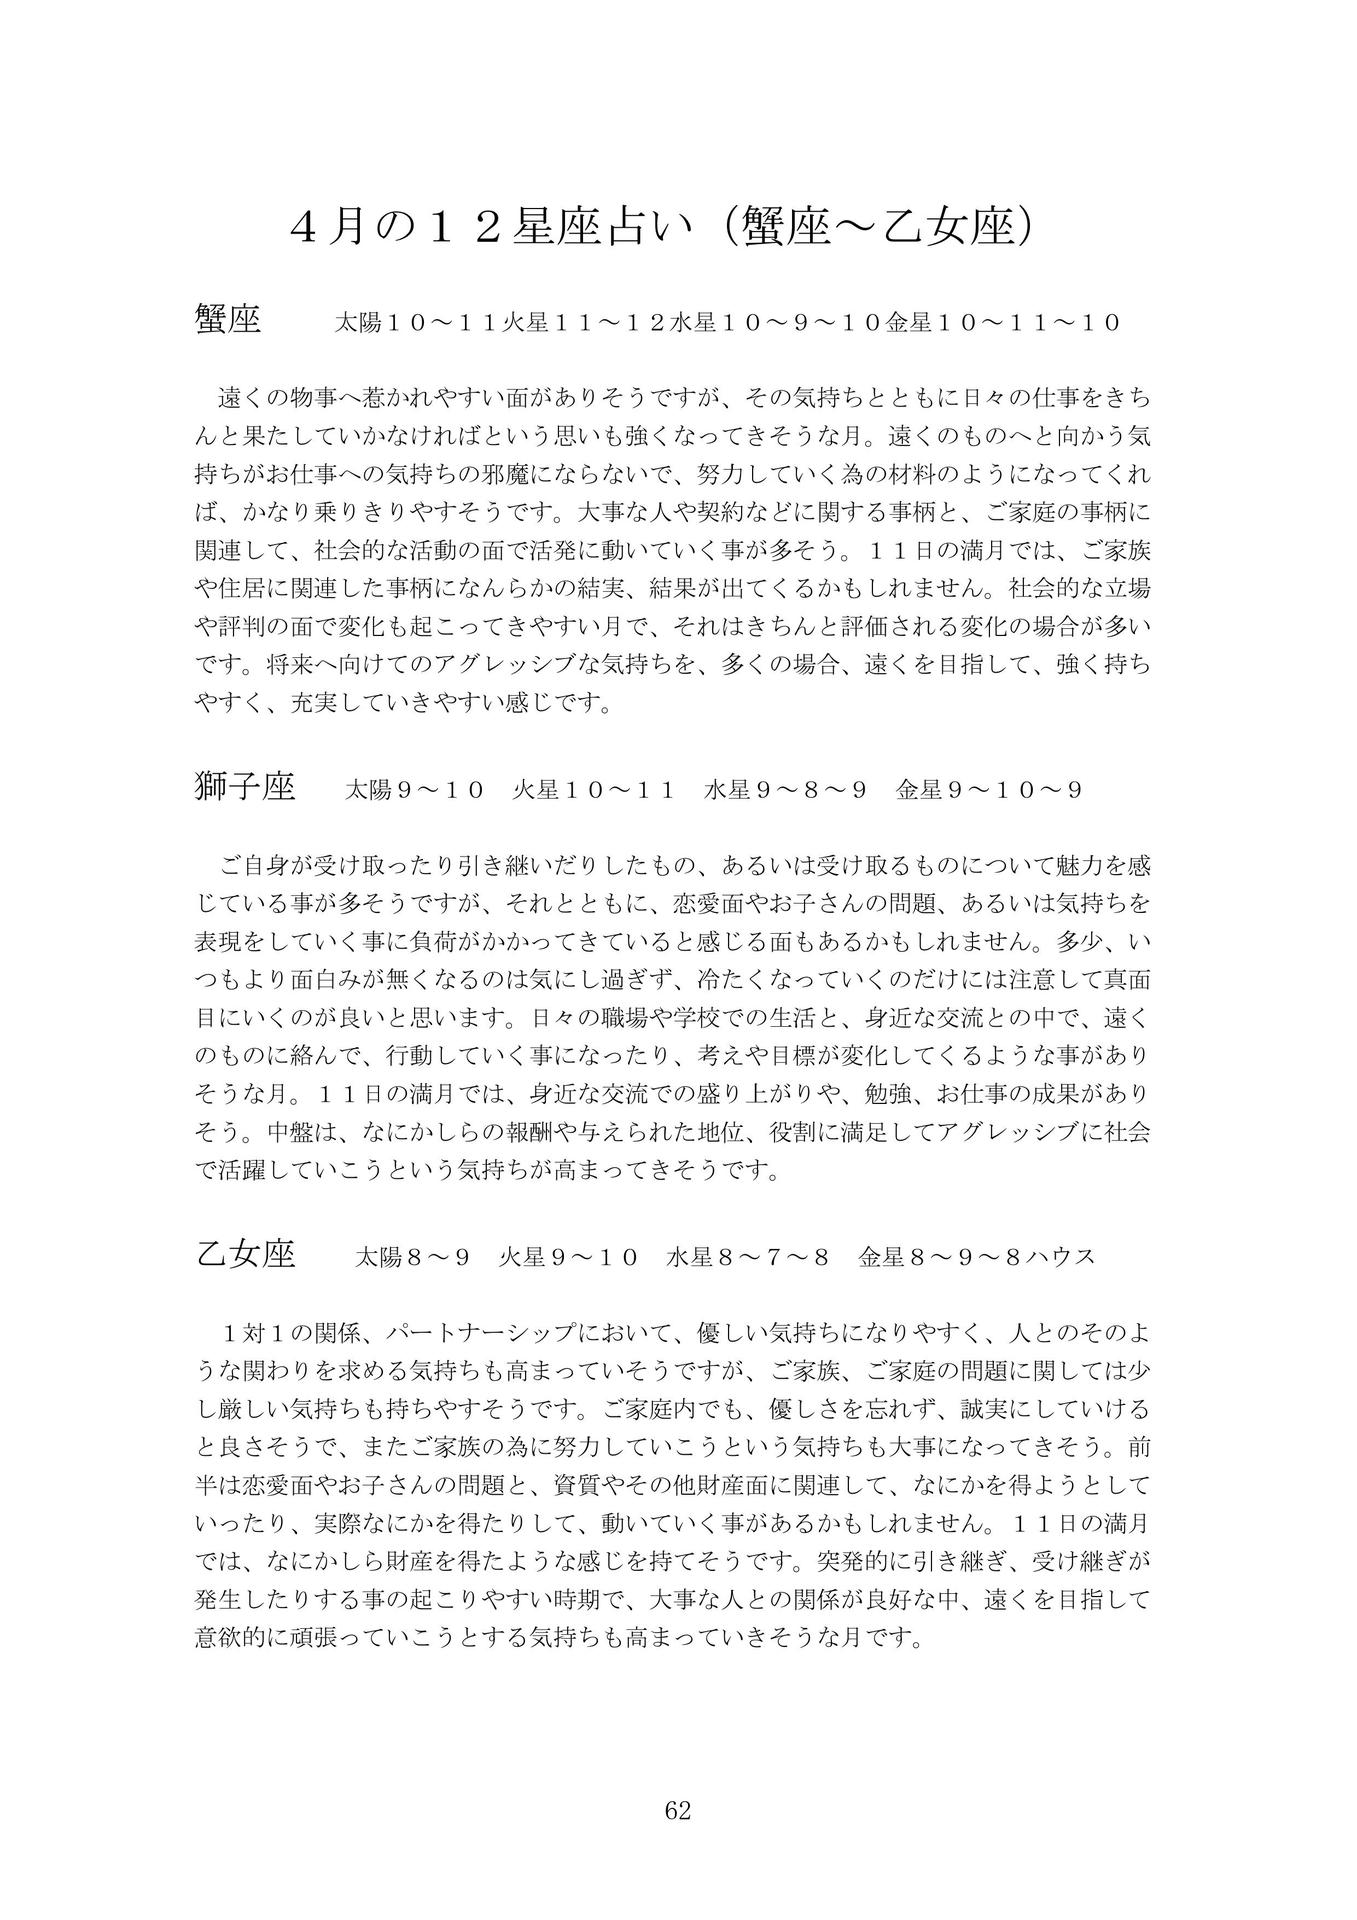 ４月の１２星座占い（蟹座～乙女座）
蟹座　　太陽１０～１１火星１１～１２水星１０～９～１０金星１０～１１～１０
　遠くの物事へ惹かれやすい面がありそうですが、その気持ちとともに日々の仕事をきち
んと果たしていかなければという思いも強くなってきそうな月。遠くのものへと向かう気
持ちがお仕事への気持ちの邪魔にならないで、努力していく為の材料のようになってくれ
ば、かなり乗りきりやすそうです。大事な人や契約などに関する事柄と、ご家庭の事柄に
関連して、社会的な活動の面で活発に動いていく事が多そう。１１日の満月では、ご家族
や住居に関連した事柄になんらかの結実、結果が出てくるかもしれません。社会的な立場
や評判の面で変化も起こってきやすい月で、それはきちんと評価される変化の場合が多い
です。将来へ向けてのアグレッシブな気持ちを、多くの場合、遠くを目指して、強く持ち
やすく、充実していきやすい感じです。
獅子座　　太陽９～１０　火星１０～１１　水星９～８～９　金星９～１０～９
　ご自身が受け取ったり引き継いだりしたもの、あるいは受け取るものについて魅力を感
じている事が多そうですが、それとともに、恋愛面やお子さんの問題、あるいは気持ちを
表現をしていく事に負荷がかかってきていると感じる面もあるかもしれません。多少、い
つもより面白みが無くなるのは気にし過ぎず、冷たくなっていくのだけには注意して真面
目にいくのが良いと思います。日々の職場や学校での生活と、身近な交流との中で、遠く
のものに絡んで、行動していく事になったり、考えや目標が変化してくるような事があり
そうな月。１１日の満月では、身近な交流での盛り上がりや、勉強、お仕事の成果があり
そう。中盤は、なにかしらの報酬や与えられた地位、役割に満足してアグレッシブに社会
で活躍していこうという気持ちが高まってきそうです。
乙女座　　太陽８～９　火星９～１０　水星８～７～８　金星８～９～８ハウス
　１対１の関係、パートナーシップにおいて、優しい気持ちになりやすく、人とのそのよ
うな関わりを求める気持ちも高まっていそうですが、ご家族、ご家庭の問題に関しては少
し厳しい気持ちも持ちやすそうです。ご家庭内でも、優しさを忘れず、誠実にしていける
と良さそうで、またご家族の為に努力していこうという気持ちも大事になってきそう。前
半は恋愛面やお子さんの問題と、資質やその他財産面に関連して、なにかを得ようとして
いったり、実際なにかを得たりして、動いていく事があるかもしれません。１１日の満月
では、なにかしら財産を得たような感じを持てそうです。突発的に引き継ぎ、受け継ぎが
発生したりする事の起こりやすい時期で、大事な人との関係が良好な中、遠くを目指して
意欲的に頑張っていこうとする気持ちも高まっていきそうな月です。
62